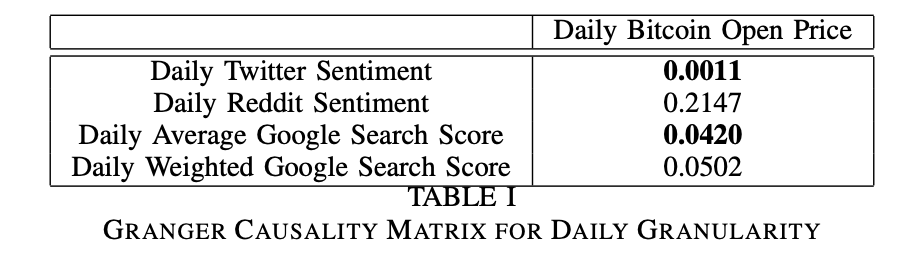 Daily Bitcoin Open Price
Daily Twitter Sentiment 0.0011
Daily Reddit Sentiment 0.2147
Daily Average Google Search Score 0.0420
Daily Weighted Google Search Score 0.0502
TABLE I
GRANGER CAUSALITY MATRIX FOR DAILY GRANULARITY